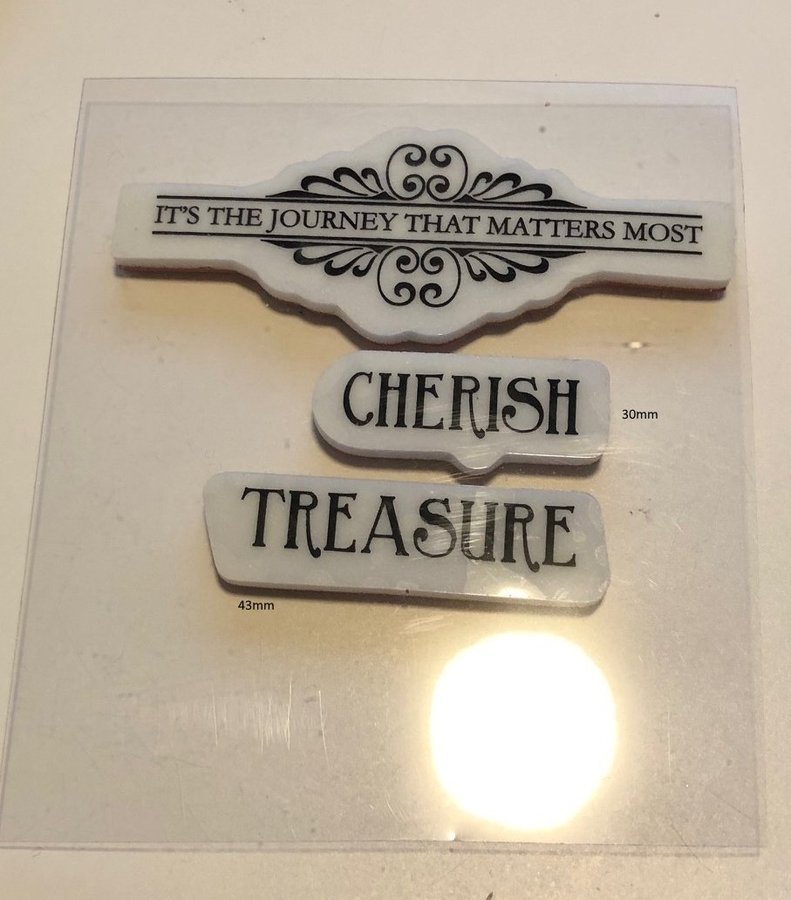 IT'S THE JOURNEY THAT MATTERS MOST
CHERISH
30mm
TREASURE
43mm